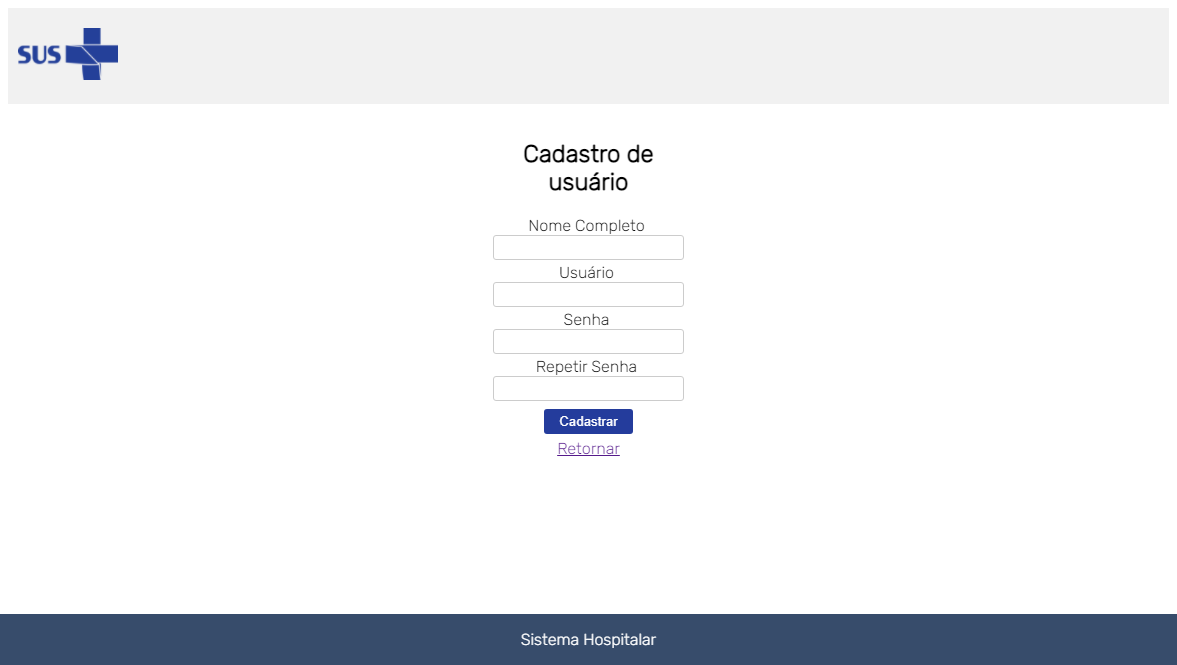 SUS
Cadastro de
usuário
Nome Completo
Usuário
Senha
Repetir Senha
Cadastrar
Retornar
Sistema Hospitalar